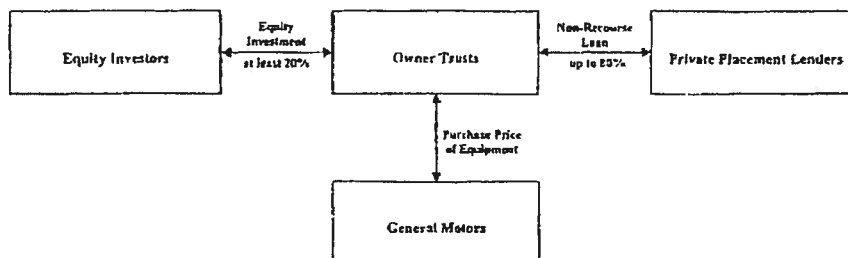 Equity
Investment
at least 20%
Non-Recourse
Loan
up to 80%
Equity Investors
Owner Trusts
Private Placement Lenders
Purchase Price
of Equipment
General Motors